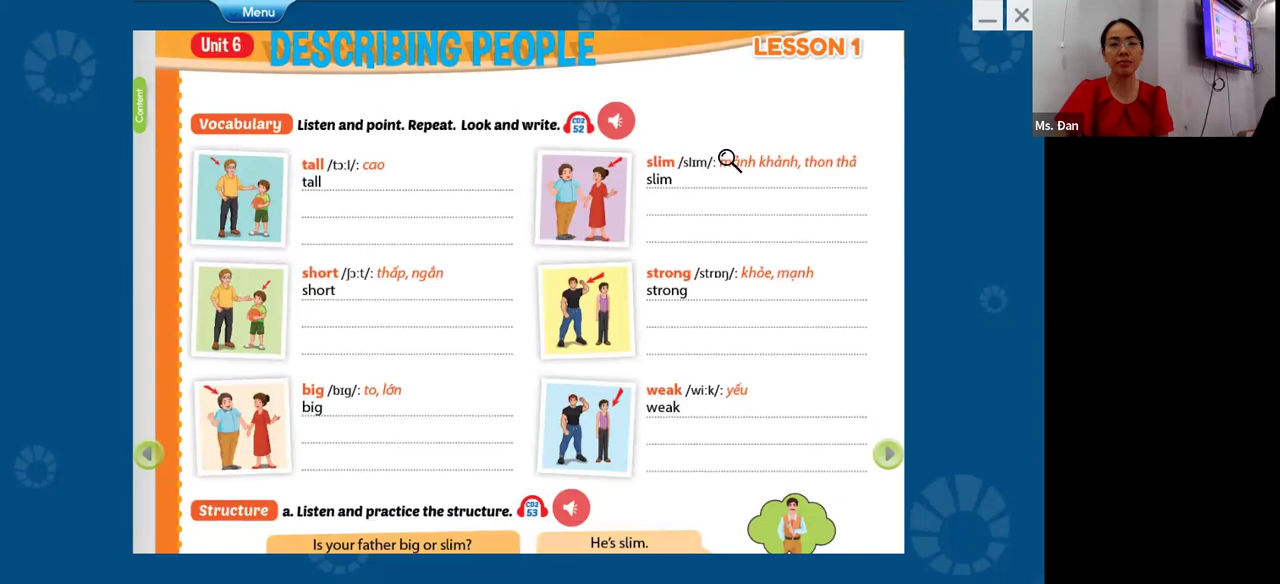 Menu
Unit 6
DESCRIBING PEOPLE
LESSON 1
Content
Ms. Đan
Vocabulary Listen and point. Repeat. Look and write. CD2 52
tall /tɔːl/: cao
tall
slim /slɪm/: mảnh khảnh, thon thả
slim
short /ʃɔːt/: thấp, ngắn
short
strong /strɒŋ/: khỏe, mạnh
strong
big /bɪg/: to, lớn
big
weak /wiːk/: yếu
weak
Structure a. Listen and practice the structure. CD2 53
Is your father big or slim?
He's slim.